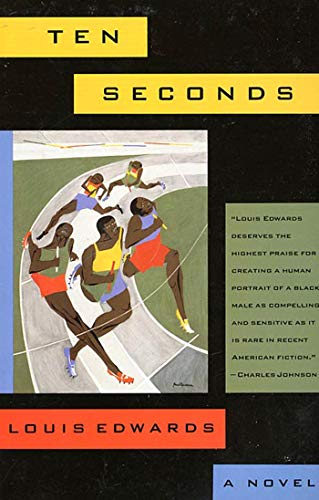 TEN
SECONDS
"LOUIS EDWARDS
DESERVES THE
HIGHEST PRAISE FOR
CREATING A HUMAN
PORTRAIT OF A BLACK
MALE AS COMPELLING
AND SENSITIVE AS IT
IS RARE IN RECENT
AMERICAN FICTION."
—CHARLES JOHNSON
LOUIS EDWARDS
A NOVEL